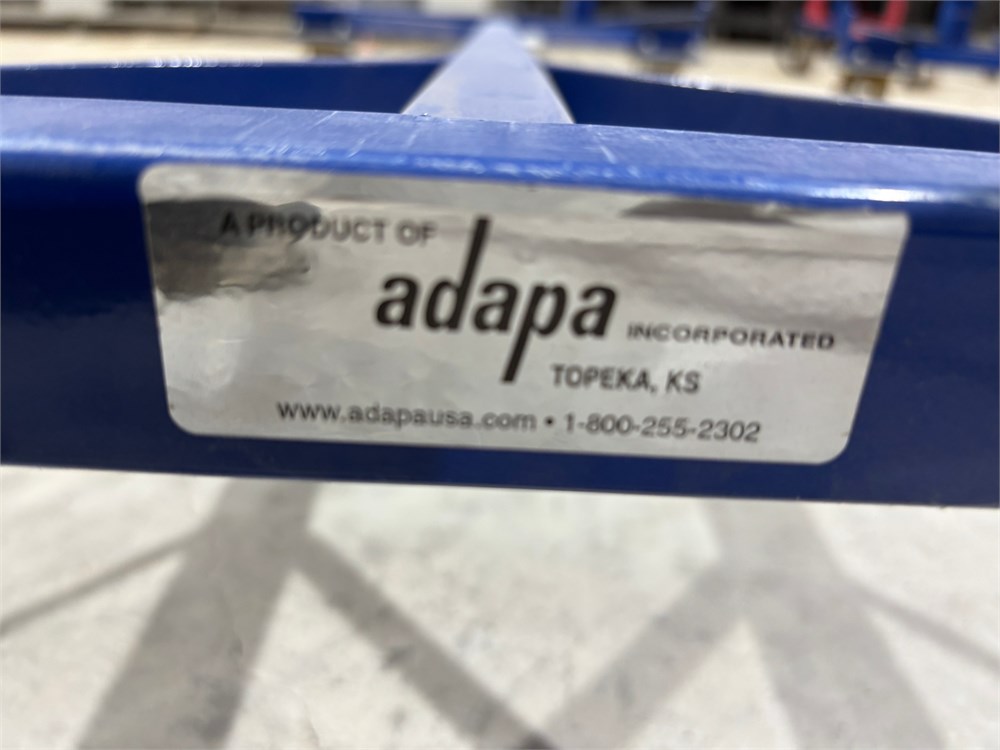 A PRODUCT OF
adapa INCORPORATED
TOPEKA, KS
www.adapausa.com • 1-800-255-2302